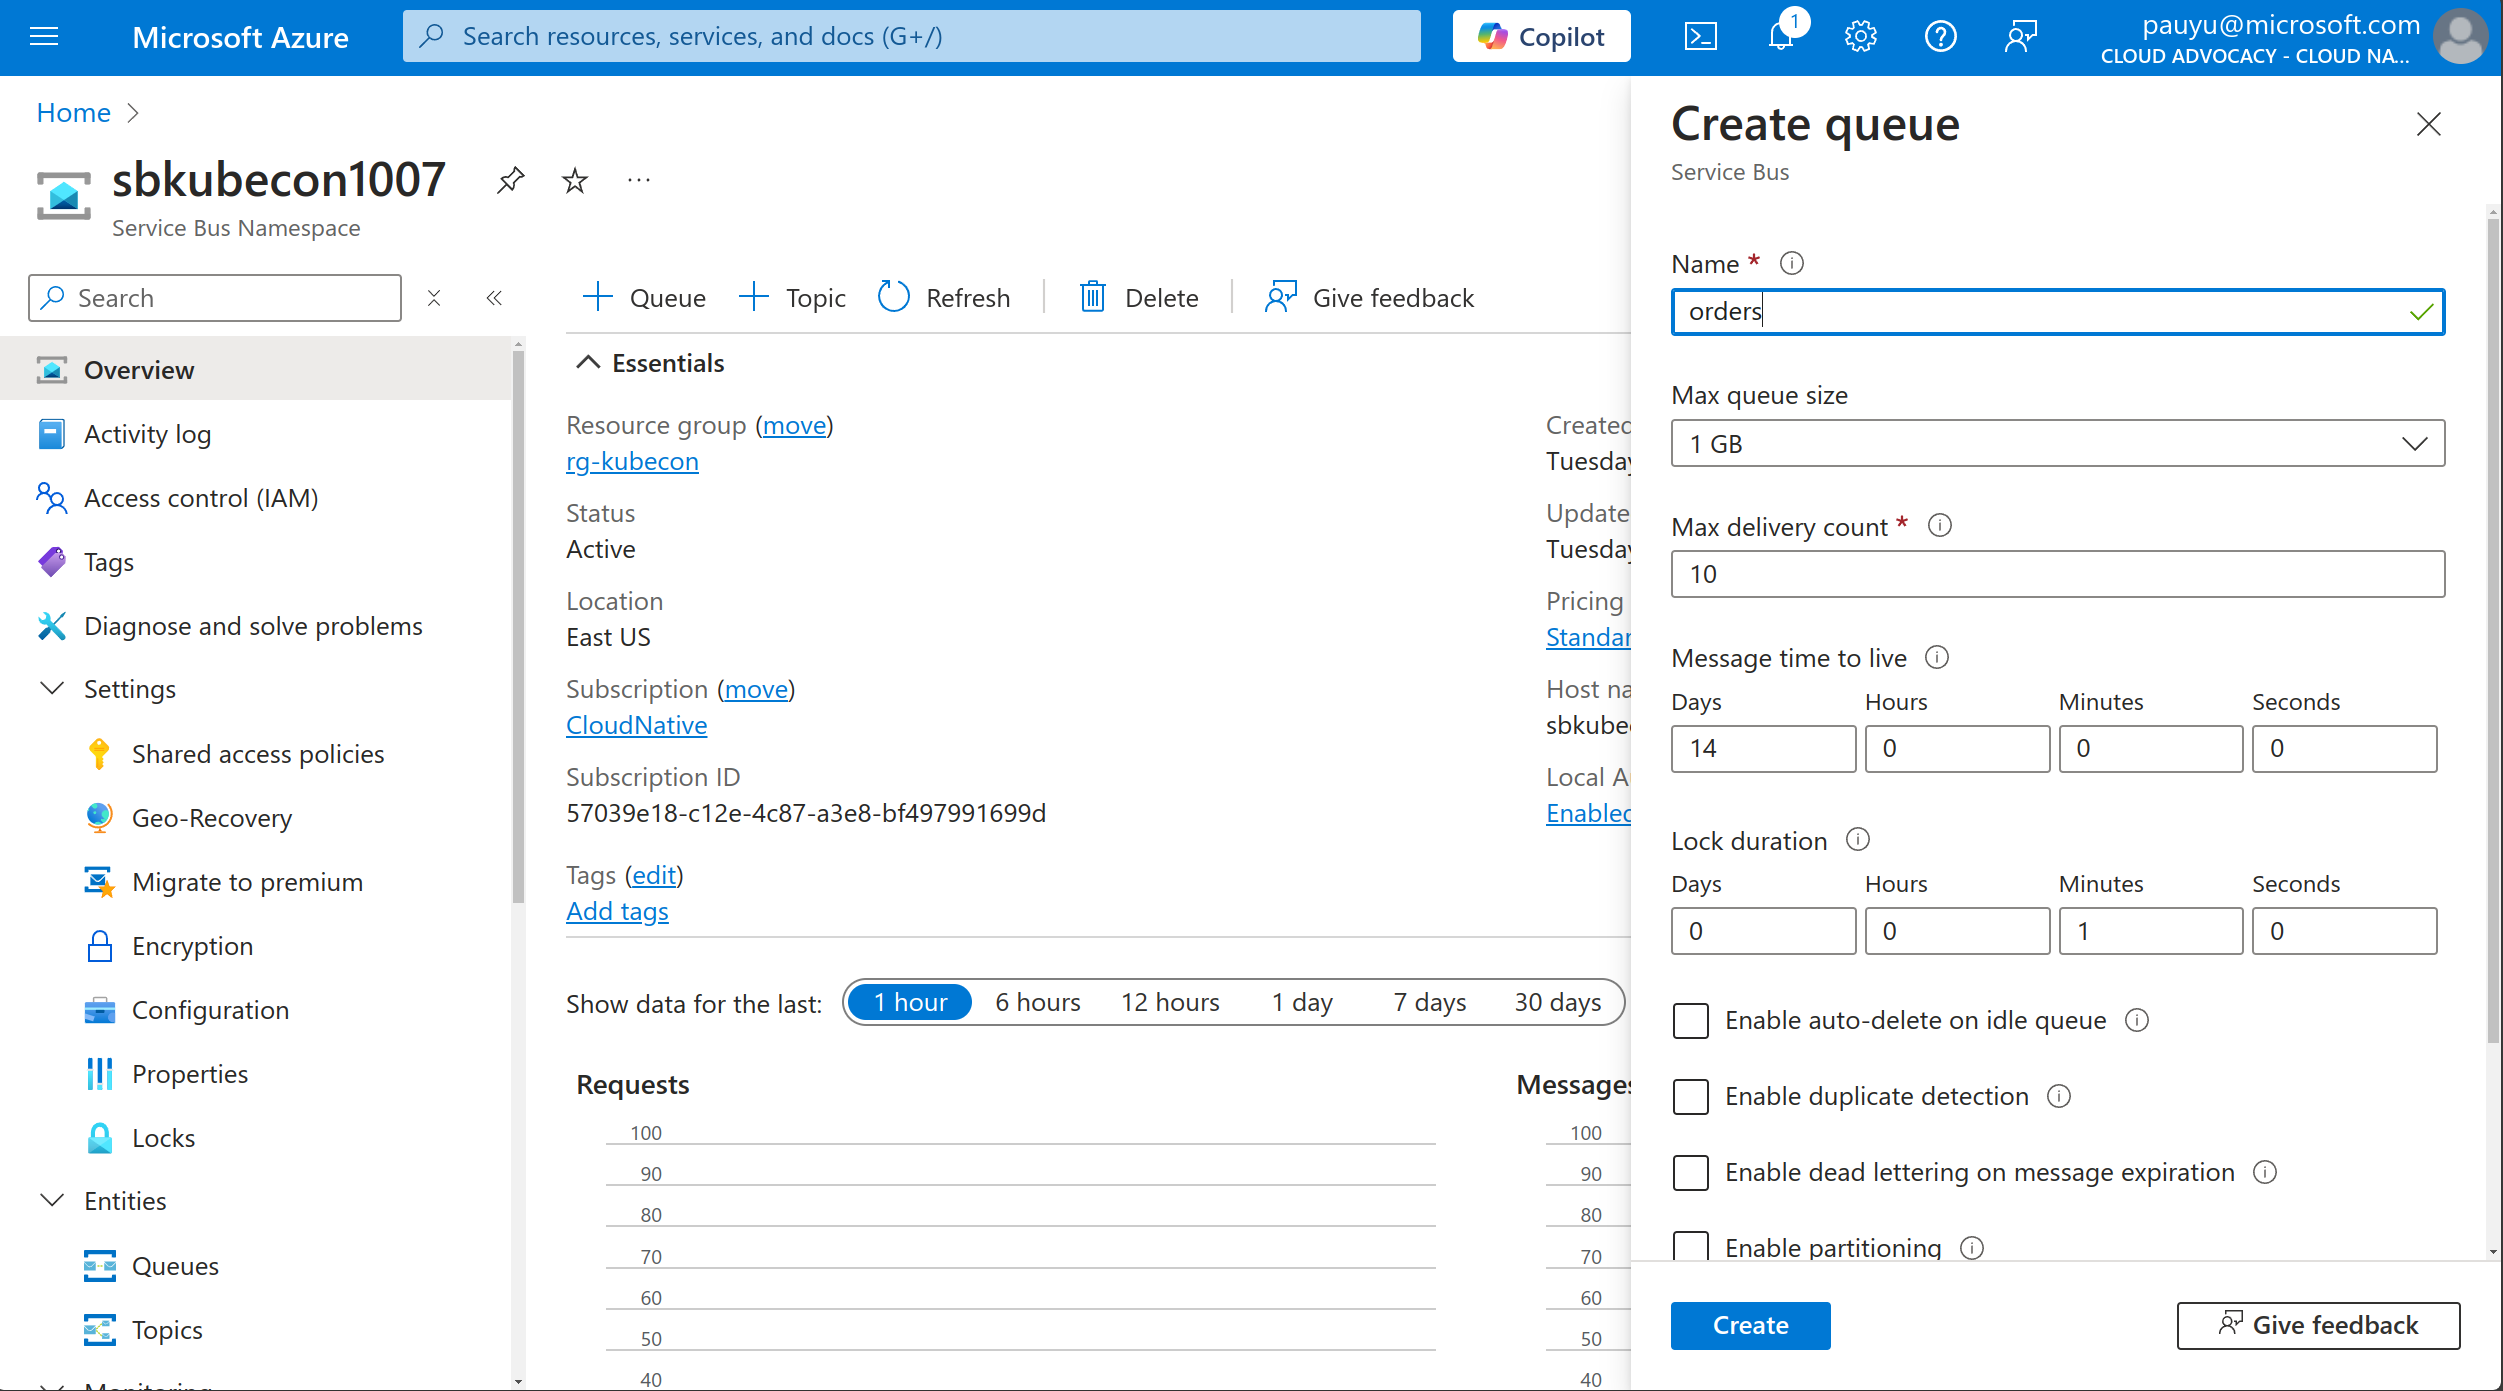 Microsoft Azure
Search resources, services, and docs (G+/)
Copilot
1
pauyu@microsoft.com
CLOUD ADVOCACY - CLOUD NA...
Home
sbkubecon1007
Service Bus Namespace
Search
Overview
Activity log
Access control (IAM)
Tags
Diagnose and solve problems
Settings
Shared access policies
Geo-Recovery
Migrate to premium
Encryption
Configuration
Properties
Locks
Entities
Queues
Topics
Monitoring
Queue
Topic
Refresh
Delete
Give feedback
Essentials
Resource group (move)
rg-kubecon
Status
Active
Location
East US
Subscription (move)
CloudNative
Subscription ID
57039e18-c12e-4c87-a3e8-bf497991699d
Tags (edit)
Add tags
Created
Tuesday
Update
Tuesday
Pricing
Standar
Host na
sbkube
Local A
Enabled
Show data for the last:
1 hour
6 hours
12 hours
1 day
7 days
30 days
Requests
100
90
80
70
60
50
40
Messages
100
90
80
70
60
50
40
Create queue
Service Bus
Name *
orders
Max queue size
1 GB
Max delivery count *
10
Message time to live
Days Hours Minutes Seconds
14 0 0 0
Lock duration
Days Hours Minutes Seconds
0 0 1 0
Enable auto-delete on idle queue
Enable duplicate detection
Enable dead lettering on message expiration
Enable partitioning
Create
Give feedback